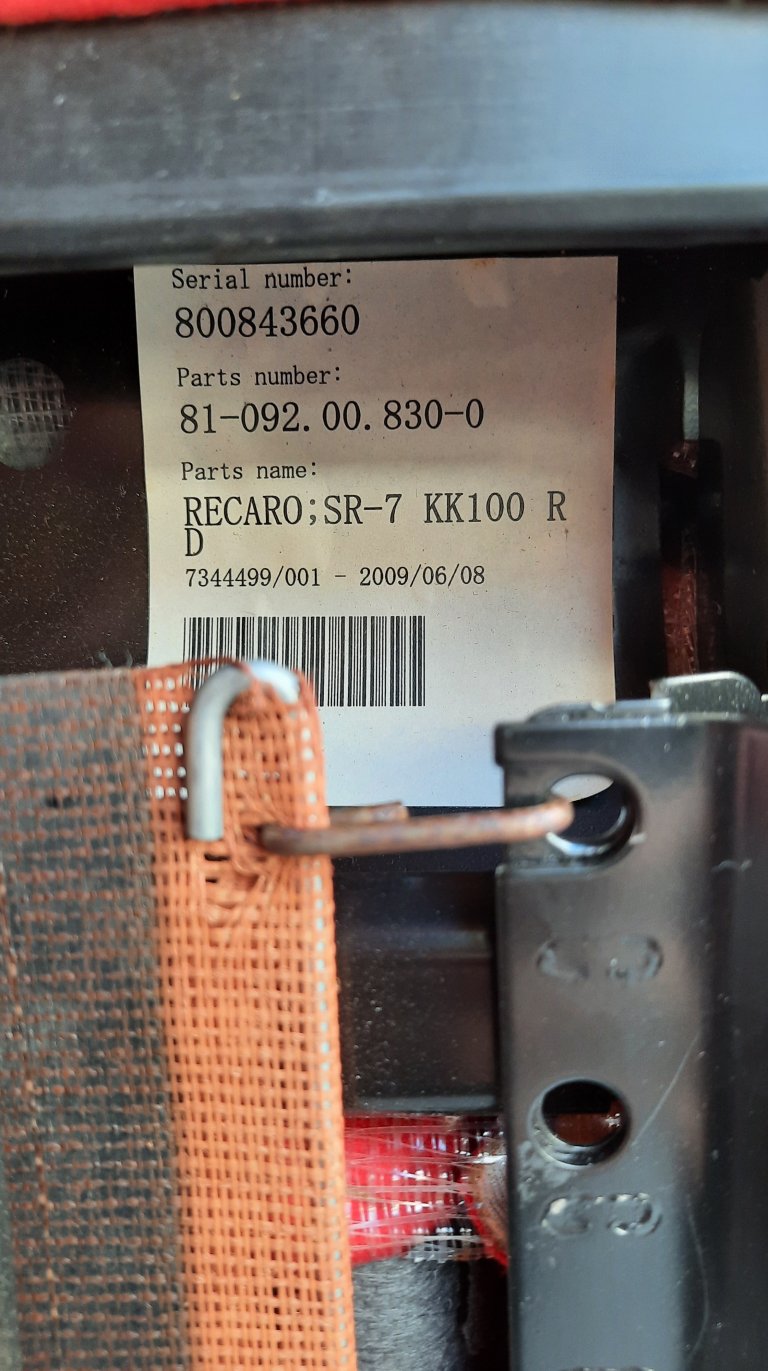 Serial number:
800843660
Parts number:
81-092.00.830-0
Parts name:
RECARO;SR-7 KK100 R
D
7344499/001 - 2009/06/08